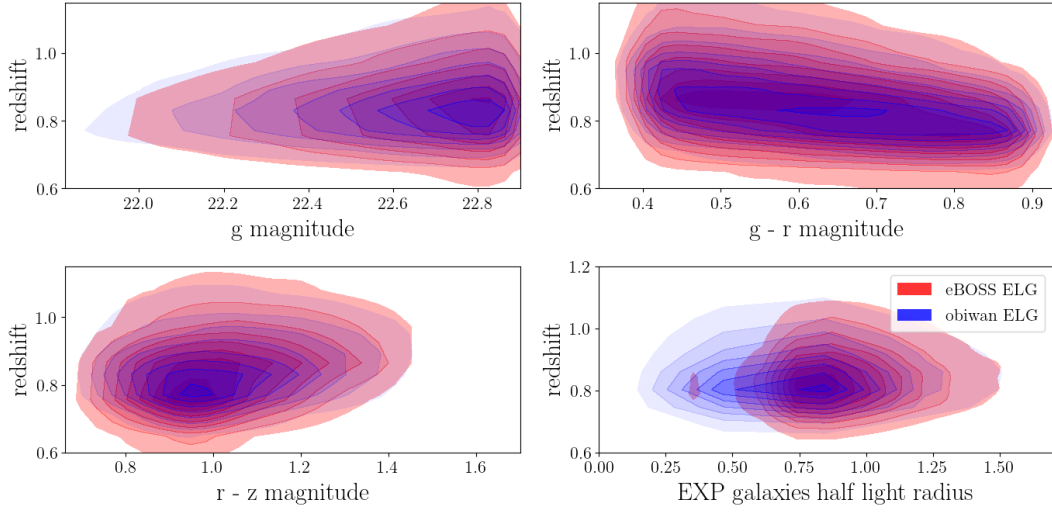 redshift
1.0
0.8
0.6
22.0 22.2 22.4 22.6 22.8
g magnitude
redshift
1.0
0.8
0.6
0.4 0.5 0.6 0.7 0.8 0.9
g - r magnitude
redshift
1.0
0.8
0.6
0.8 1.0 1.2 1.4 1.6
r - z magnitude
redshift
1.2
1.0
0.8
0.6
eBOSS ELG
obiwan ELG
0.00 0.25 0.50 0.75 1.00 1.25 1.50
EXP galaxies half light radius